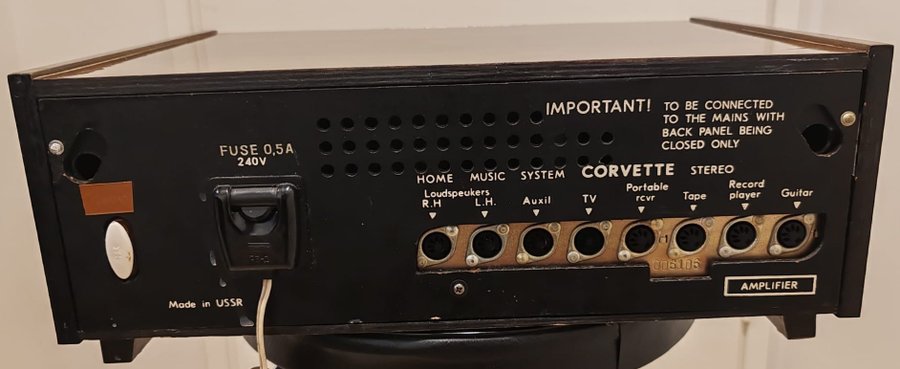 IMPORTANT!
TO BE CONNECTED
TO THE MAINS WITH
BACK PANEL BEING
CLOSED ONLY
FUSE 0,5A
240V
HOME MUSIC SYSTEM CORVETTE STEREO
Loudspeakers
R.H
L.H.
Auxil
TV
Portable
rcvr
Tape
Record
player
Guitar
Made in USSR
AMPLIFIER